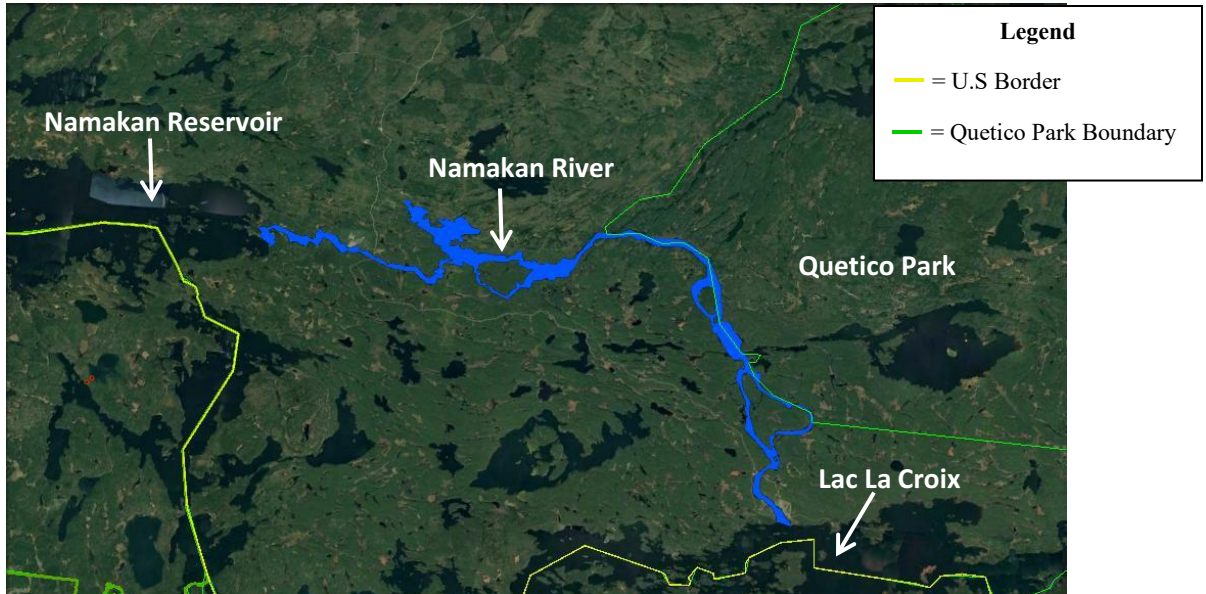 Legend
= U.S Border
= Quetico Park Boundary
Namakan Reservoir
Namakan River
Quetico Park
Lac La Croix